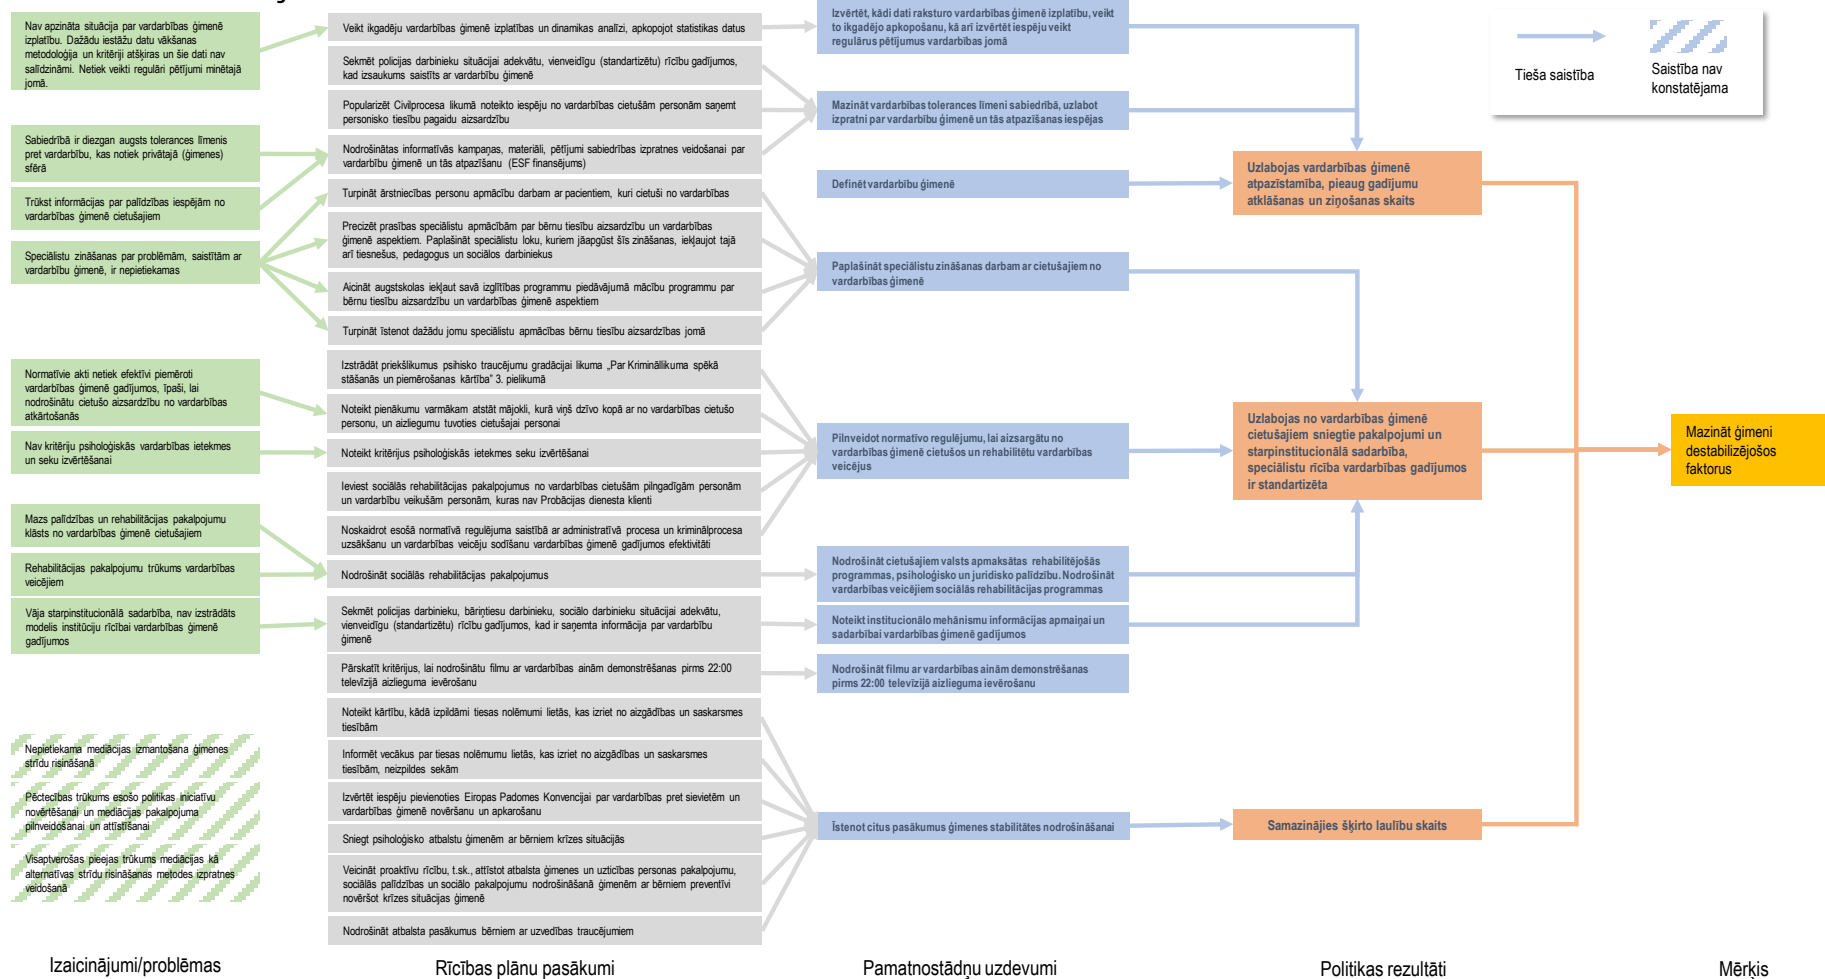 Nav apzināta situācija par vardarbības ģimenē
izplatību. Dažādu iestāžu datu vākšanas
metodoloģija un kritēriji atšķiras un šie dati nav
salīdzināmi. Netiek veikti regulāri pētījumi minētajā
jomā.
Sabiedrībā ir diezgan augsts tolerances līmenis
pret vardarbību, kas notiek privātajā (ģimenes)
sfērā
Trūkst informācijas par palīdzības iespējām no
vardarbības ģimenē cietušajiem
Speciālistu zināšanas par problēmām, saistītām ar
vardarbību ģimenē, ir nepietiekamas
Normatīvie akti netiek efektīvi piemēroti
vardarbības ģimenē gadījumos, īpaši, lai
nodrošinātu cietušo aizsardzību no vardarbības
atkārtošanās
Nav kritēriju psiholoģiskās vardarbības ietekmes
un seku izvērtēšanai
Mazs palīdzības un rehabilitācijas pakalpojumu
klāsts no vardarbības ģimenē cietušajiem
Rehabilitācijas pakalpojumu trūkums vardarbības
veicējiem
Vāja starpinstitucionālā sadarbība, nav izstrādāts
modelis institūciju rīcībai vardarbības ģimenē
gadījumos
Nepietiekama mediācijas izmantošana ģimenes
strīdu risināšanā
Pēctecības trūkums esošo politikas iniciatīvu
novērtēšanai un mediācijas pakalpojuma
pilnveidošanai un attīstīšanai
Visaptverošas pieejas trūkums mediācijas kā
alternatīvas strīdu risināšanas metodes izpratnes
veidošanā
Izaicinājumi/problēmas
Veikt ikgadēju vardarbības ģimenē izplatības un dinamikas analīzi, apkopojot statistikas datus
Sekmēt policijas darbinieku situācijai adekvātu, vienveidīgu (standartizētu) rīcību gadījumos,
kad izsaukums saistīts ar vardarbību ģimenē
Popularizēt Civilprocesa likumā noteikto iespēju no vardarbības cietušām personām saņemt
personisko tiesību pagaidu aizsardzību
Nodrošinātas informatīvās kampaņas, materiāli, pētījumi sabiedrības izpratnes veidošanai par
vardarbību ģimenē un tās atpazīšanu (ESF finansējums)
Turpināt ārstniecības personu apmācību darbam ar pacientiem, kuri cietuši no vardarbības
Precizēt prasības speciālistu apmācībām par bērnu tiesību aizsardzību un vardarbības
ģimenē aspektiem. Paplašināt speciālistu loku, kuriem jāapgūst šīs zināšanas, iekļaujot tajā
arī tiesnešus, pedagogus un sociālos darbiniekus
Aicināt augstskolas iekļaut savā izglītības programmu piedāvājumā mācību programmu par
bērnu tiesību aizsardzību un vardarbības ģimenē aspektiem
Turpināt īstenot dažādu jomu speciālistu apmācības bērnu tiesību aizsardzības jomā
Izstrādāt priekšlikumus psihisko traucējumu gradācijai likuma „Par Krimināllikuma spēkā
stāšanās un piemērošanas kārtība” 3. pielikumā
Noteikt pienākumu varmākam atstāt mājokli, kurā viņš dzīvo kopā ar no vardarbības cietušo
personu, un aizliegumu tuvoties cietušajai personai
Noteikt kritērijus psiholoģiskās ietekmes seku izvērtēšanai
Ieviest sociālās rehabilitācijas pakalpojumus no vardarbības cietušām pilngadīgām personām
un vardarbību veikušām personām, kuras nav Probācijas dienesta klienti
Noskaidrot esošā normatīvā regulējuma saistībā ar administratīvā procesa un kriminālprocesa
uzsākšanu un vardarbības veicēju sodīšanu vardarbības ģimenē gadījumos efektivitāti
Nodrošināt sociālās rehabilitācijas pakalpojumus
Sekmēt policijas darbinieku, bāriņtiesu darbinieku, sociālo darbinieku situācijai adekvātu,
vienveidīgu (standartizētu) rīcību gadījumos, kad ir saņemta informācija par vardarbību
ģimenē
Pārskatīt kritērijus, lai nodrošinātu filmu ar vardarbības ainām demonstrēšanas pirms 22:00
televīzijā aizlieguma ievērošanu
Noteikt kārtību, kādā izpildāmi tiesas nolēmumi lietās, kas izriet no aizgādības un saskarsmes
tiesībām
Informēt vecākus par tiesas nolēmumu lietās, kas izriet no aizgādības un saskarsmes
tiesībām, neizpildes sekām
Izvērtēt iespēju pievienoties Eiropas Padomes Konvencijai par vardarbības pret sievietēm un
vardarbības ģimenē novēršanu un apkarošanu
Sniegt psiholoģisko atbalstu ģimenēm ar bērniem krīzes situācijās
Veicināt proaktīvu rīcību, t.sk., attīstot atbalsta ģimenes un uzticības personas pakalpojumu,
sociālās palīdzības un sociālo pakalpojumu nodrošināšanā ģimenēm ar bērniem preventīvi
novēršot krīzes situācijas ģimenē
Nodrošināt atbalsta pasākumus bērniem ar uzvedības traucējumiem
Rīcības plānu pasākumi
Izvērtēt, kādi dati raksturo vardarbības ģimenē izplatību, veikt
to ikgadējo apkopošanu, kā arī izvērtēt iespēju veikt
regulārus pētījumus vardarbības jomā
Mazināt vardarbības tolerances līmeni sabiedrībā, uzlabot
izpratni par vardarbību ģimenē un tās atpazīšanas iespējas
Definēt vardarbību ģimenē
Paplašināt speciālistu zināšanas darbam ar cietušajiem no
vardarbības ģimenē
Pilnveidot normatīvo regulējumu, lai aizsargātu no
vardarbības ģimenē cietušos un rehabilitētu vardarbības
veicējus
Nodrošināt cietušajiem valsts apmaksātas rehabilitējošās
programmas, psiholoģisko un juridisko palīdzību. Nodrošināt
vardarbības veicējiem sociālās rehabilitācijas programmas
Noteikt institucionālo mehānismu informācijas apmaiņai un
sadarbībai vardarbības ģimenē gadījumos
Nodrošināt filmu ar vardarbības ainām demonstrēšanas
pirms 22:00 televīzijā aizlieguma ievērošanu
Īstenot citus pasākumus ģimenes stabilitātes nodrošināšanai
Pamatnostādņu uzdevumi
Uzlabojas vardarbības ģimenē
atpazīstamība, pieaug gadījumu
atklāšanas un ziņošanas skaits
Uzlabojas no vardarbības ģimenē
cietušajiem sniegtie pakalpojumi un
starpinstitucionālā sadarbība,
speciālistu rīcība vardarbības gadījumos
ir standartizēta
Samazinājies šķirto laulību skaits
Politikas rezultāti
Tieša saistība
Saistība nav
konstatējama
Mazināt ģimeni
destabilizējošos
faktorus
Mērķis